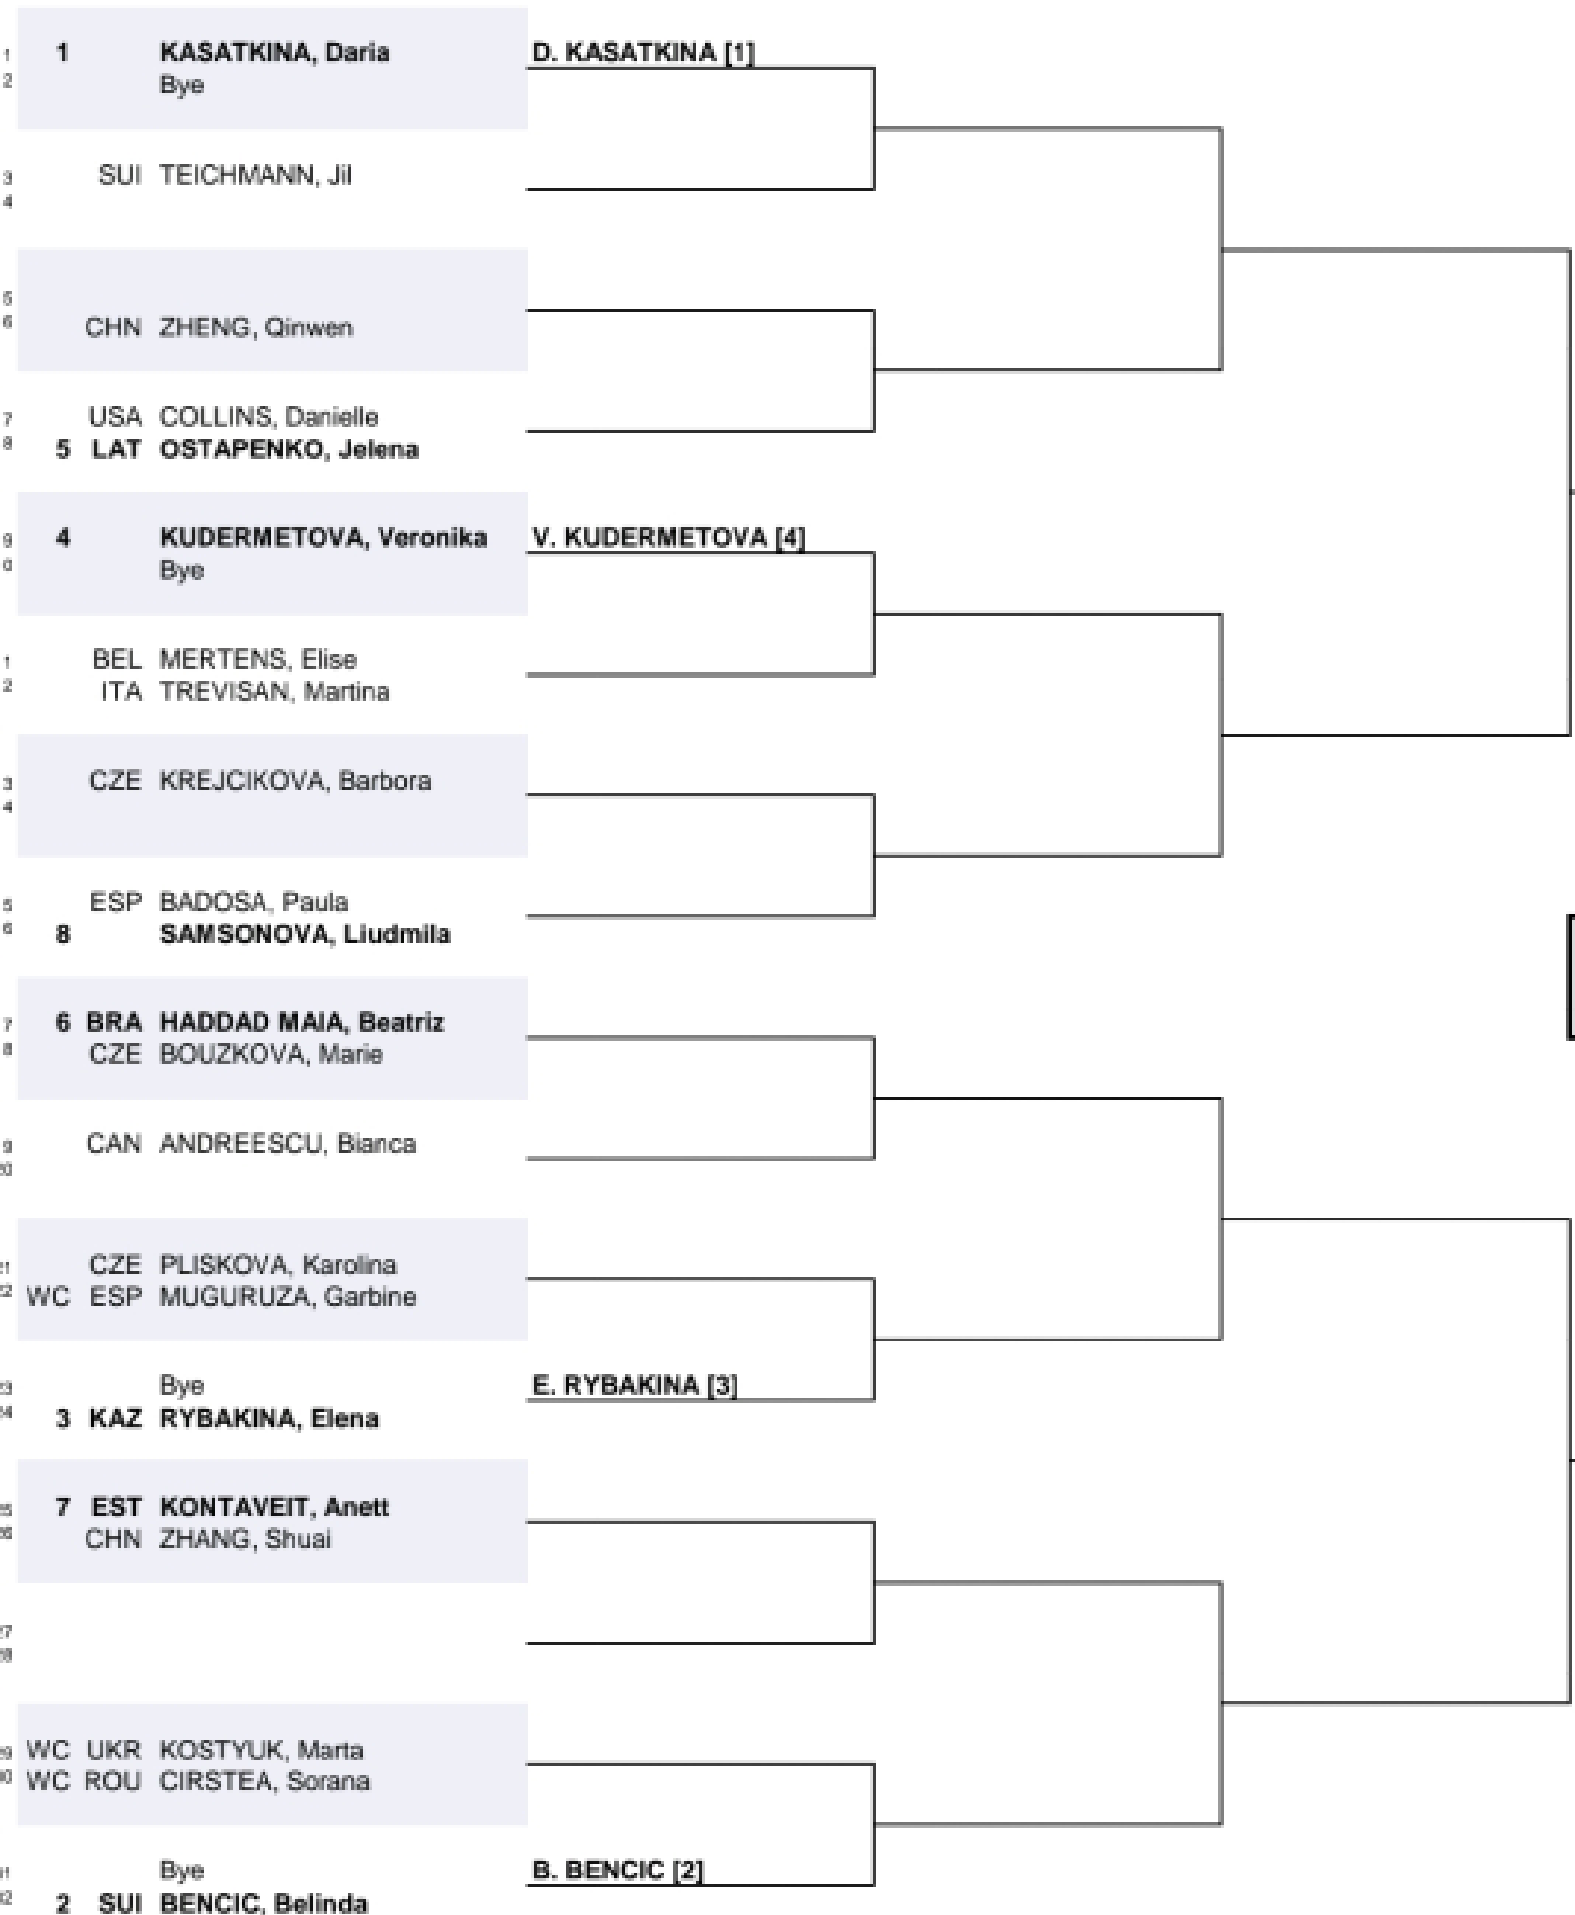 1 KASATKINA, Daria D. KASATKINA [1]
Bye
SUI TEICHMANN, Jil
CHN ZHENG, Qinwen
USA COLLINS, Danielle
5 LAT OSTAPENKO, Jelena
4 KUDERMETOVA, Veronika V. KUDERMETOVA [4]
Bye
BEL MERTENS, Elise
ITA TREVISAN, Martina
CZE KREJCIKOVA, Barbora
ESP BADOSA, Paula
8 SAMSONOVA, Liudmila
6 BRA HADDAD MAIA, Beatriz
CZE BOUZKOVA, Marie
CAN ANDREESCU, Bianca
CZE PLISKOVA, Karolina
WC ESP MUGURUZA, Garbine
Bye E. RYBAKINA [3]
3 KAZ RYBAKINA, Elena
7 EST KONTAVEIT, Anett
CHN ZHANG, Shuai
WC UKR KOSTYUK, Marta
WC ROU CIRSTEA, Sorana
Bye B. BENCIC [2]
2 SUI BENCIC, Belinda